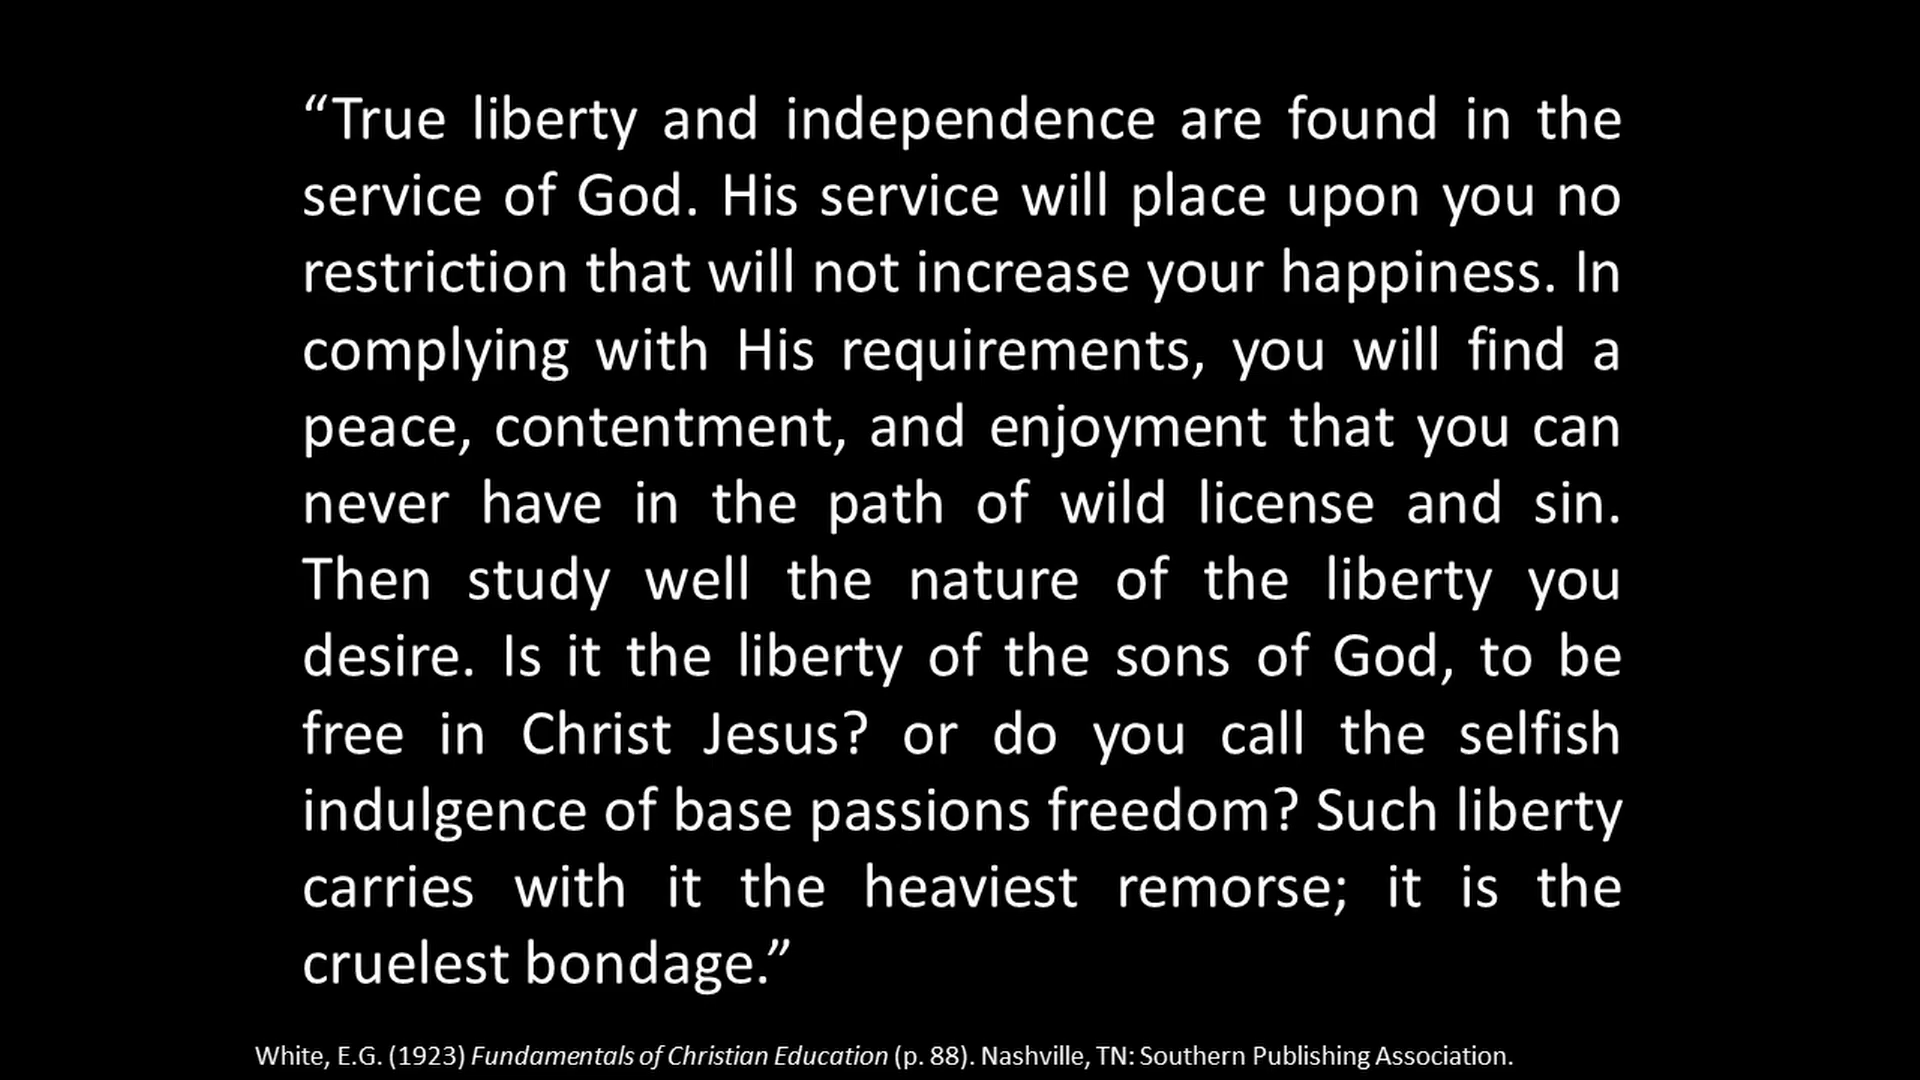 “True liberty and independence are found in the
service of God. His service will place upon you no
restriction that will not increase your happiness. In
complying with His requirements, you will find a
peace, contentment, and enjoyment that you can
never have in the path of wild license and sin.
Then study well the nature of the liberty you
desire. Is it the liberty of the sons of God, to be
free in Christ Jesus? or do you call the selfish
indulgence of base passions freedom? Such liberty
carries with it the heaviest remorse; it is the
cruelest bondage.”
White, E.G. (1923) Fundamentals of Christian Education (p. 88). Nashville, TN: Southern Publishing Association.